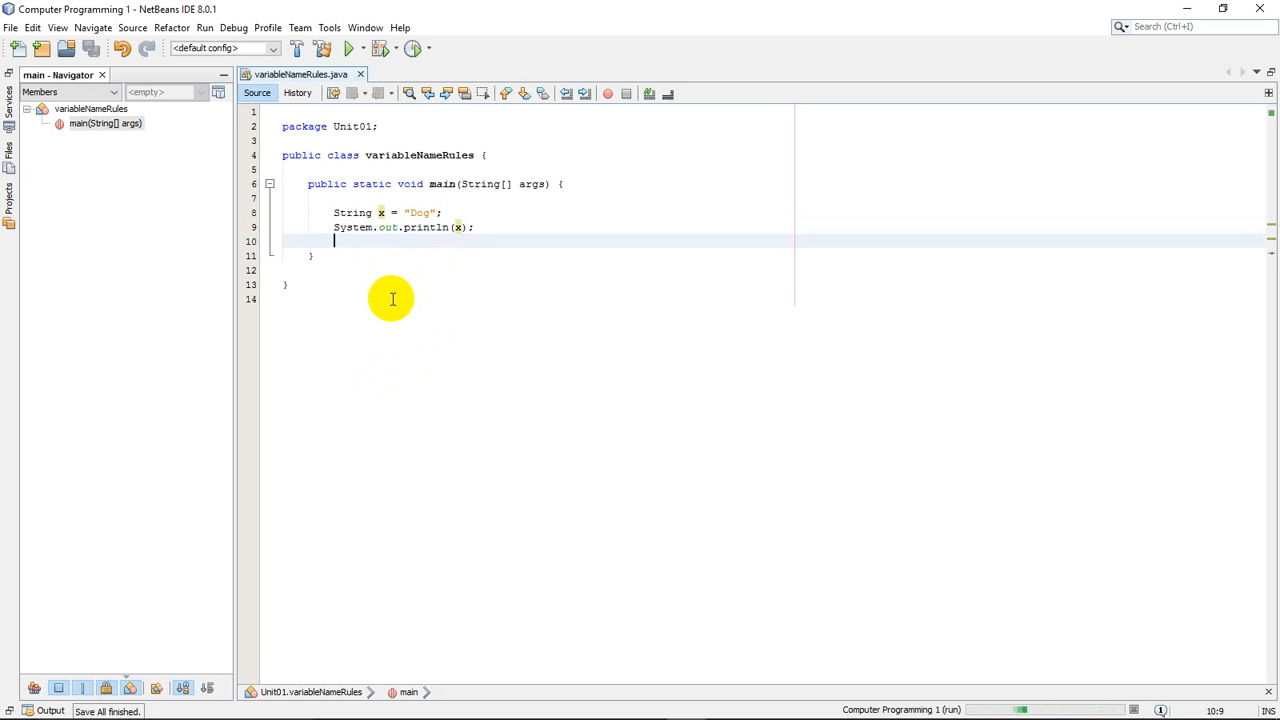 Computer Programming 1 - NetBeans IDE 8.0.1
File Edit View Navigate Source Refactor Run Debug Profile Team Tools Window Help
Search (Ctrl+I)
<default config>
main - Navigator
variableNameRules.java
Members
<empty>
Source History
variableNameRules
main(String[] args)
Services
Files
Projects
1
2 package Unit01;
3
4 public class variableNameRules {
5
6 public static void main(String[] args) {
7
8 String x = "Dog";
9 System.out.println(x);
10
11 }
12
13 }
14
Unit01.variableNameRules main
Output
Save All finished.
Computer Programming 1 (run)
1
10:9
INS